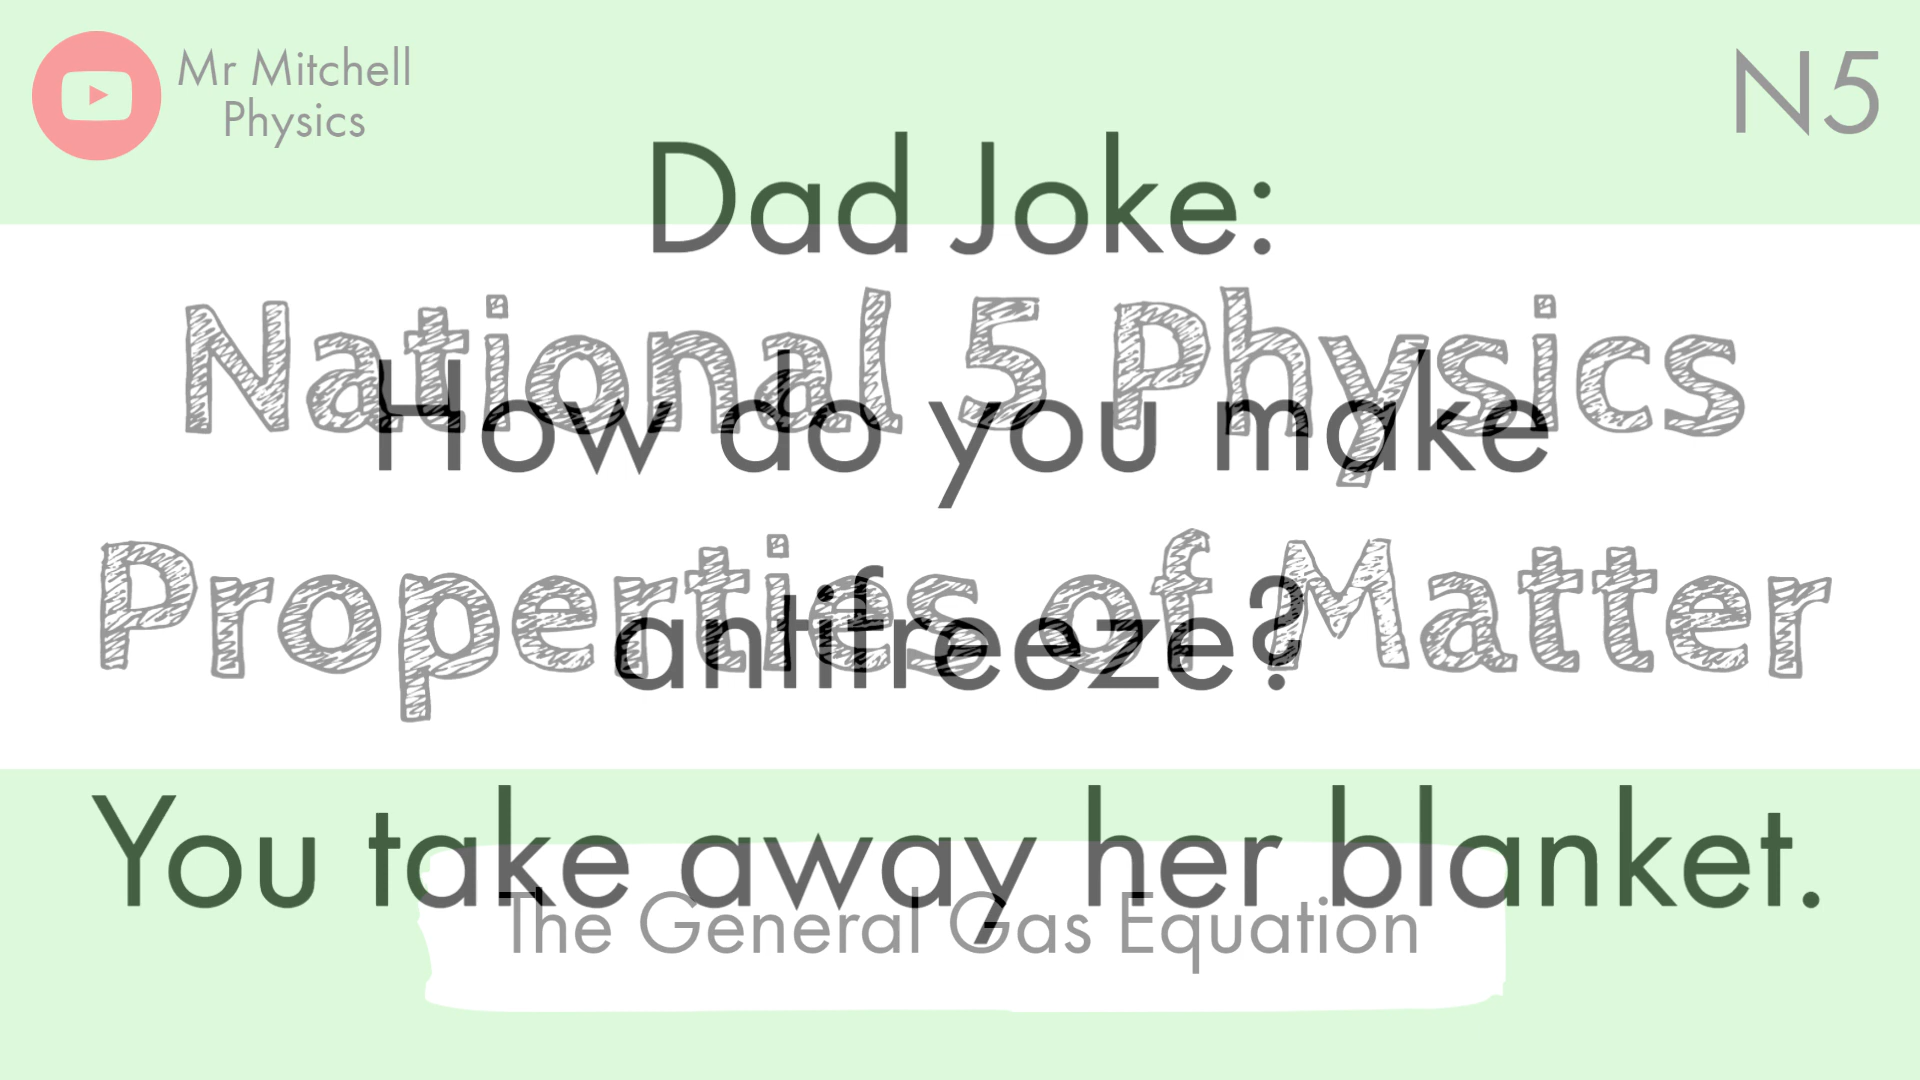 Mr Mitchell
Physics
N5
Dad Joke:
National 5 Physics
How do you make
Properties of Matter
antifreeze?
You take away her blanket.
The General Gas Equation